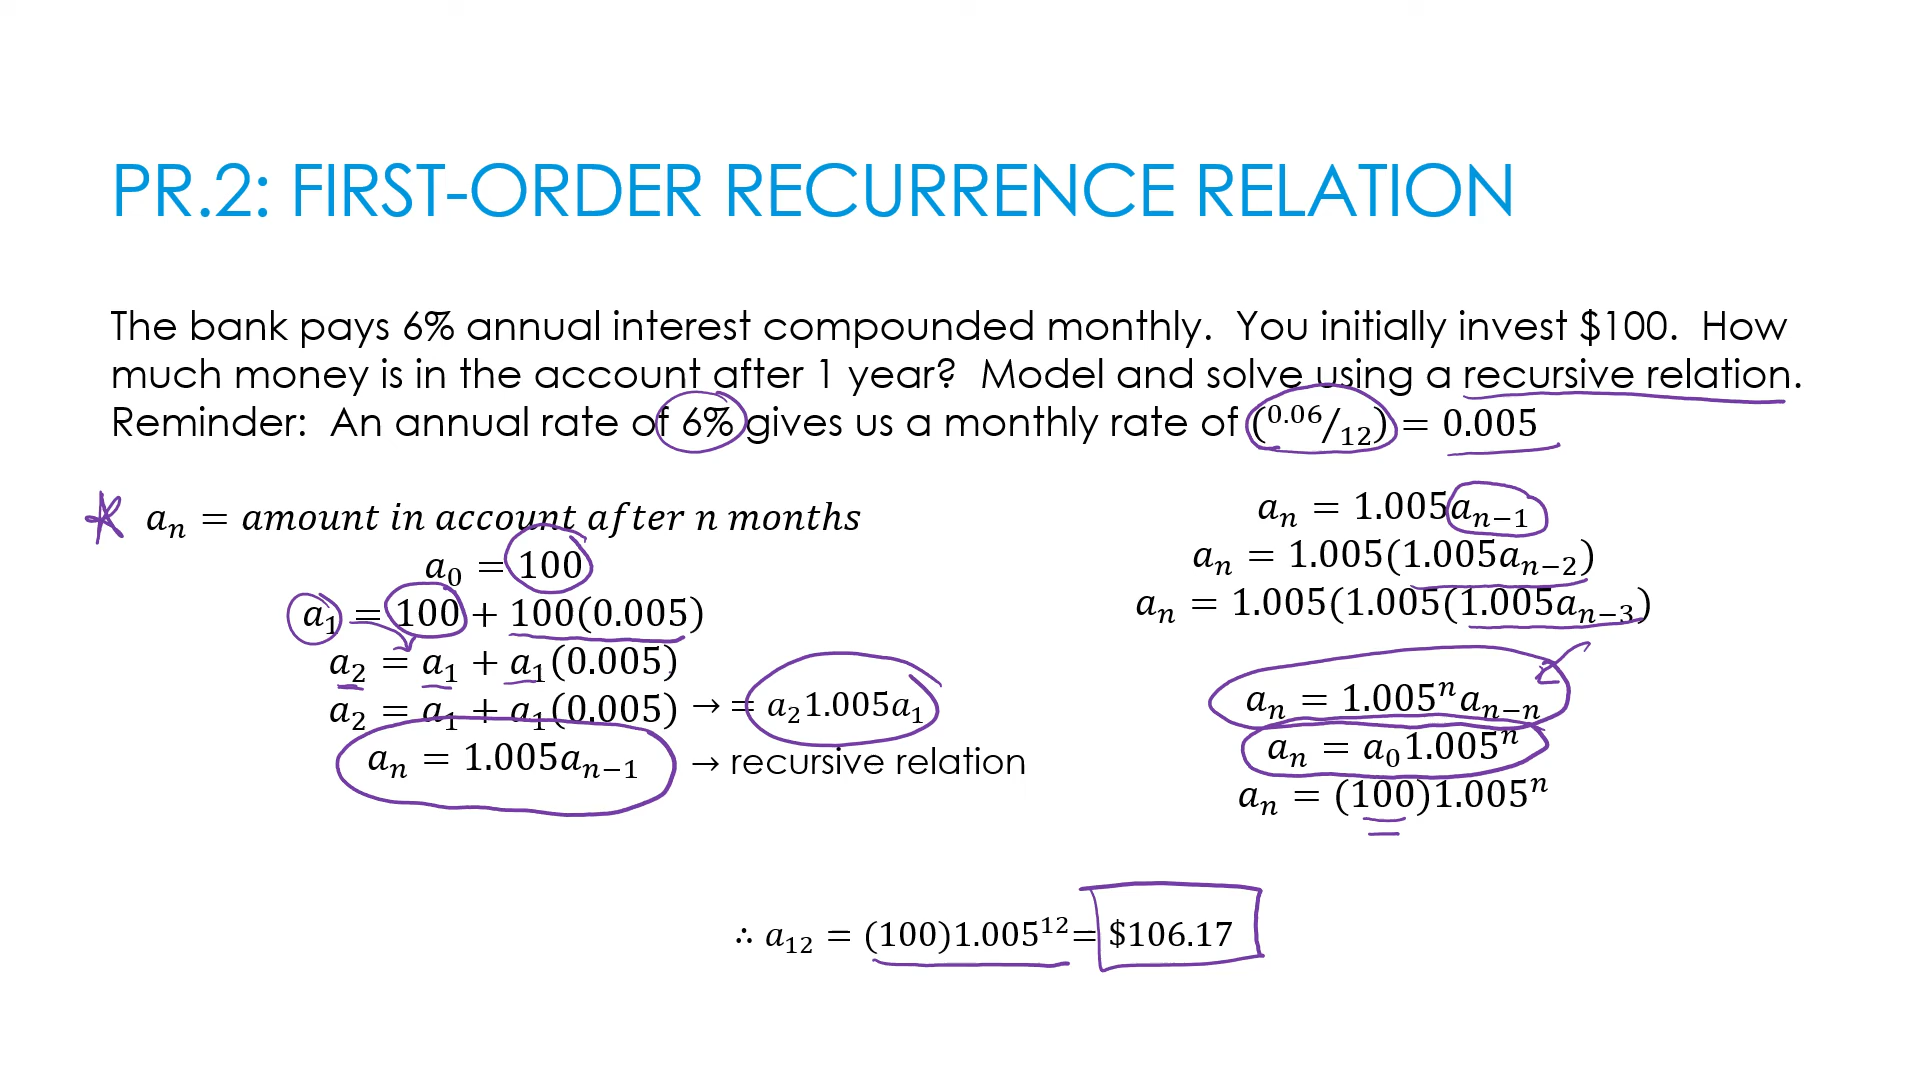 PR.2: FIRST-ORDER RECURRENCE RELATION
The bank pays 6% annual interest compounded monthly. You initially invest $100. How
much money is in the account after 1 year? Model and solve using a recursive relation.
Reminder: An annual rate of 6% gives us a monthly rate of (⁰·⁰⁶/₁₂) = 0.005
aₙ = amount in account after n months
a₀ = 100
a₁ = 100 + 100(0.005)
a₂ = a₁ + a₁(0.005)
a₂ = a₁ + a₁(0.005) → = a₂1.005a₁
aₙ = 1.005aₙ₋₁ → recursive relation
aₙ = 1.005aₙ₋₁
aₙ = 1.005(1.005aₙ₋₂)
aₙ = 1.005(1.005(1.005aₙ₋₃)
aₙ = 1.005ⁿaₙ₋ₙ
aₙ = a₀1.005ⁿ
aₙ = (100)1.005ⁿ
∴ a₁₂ = (100)1.005¹²= $106.17